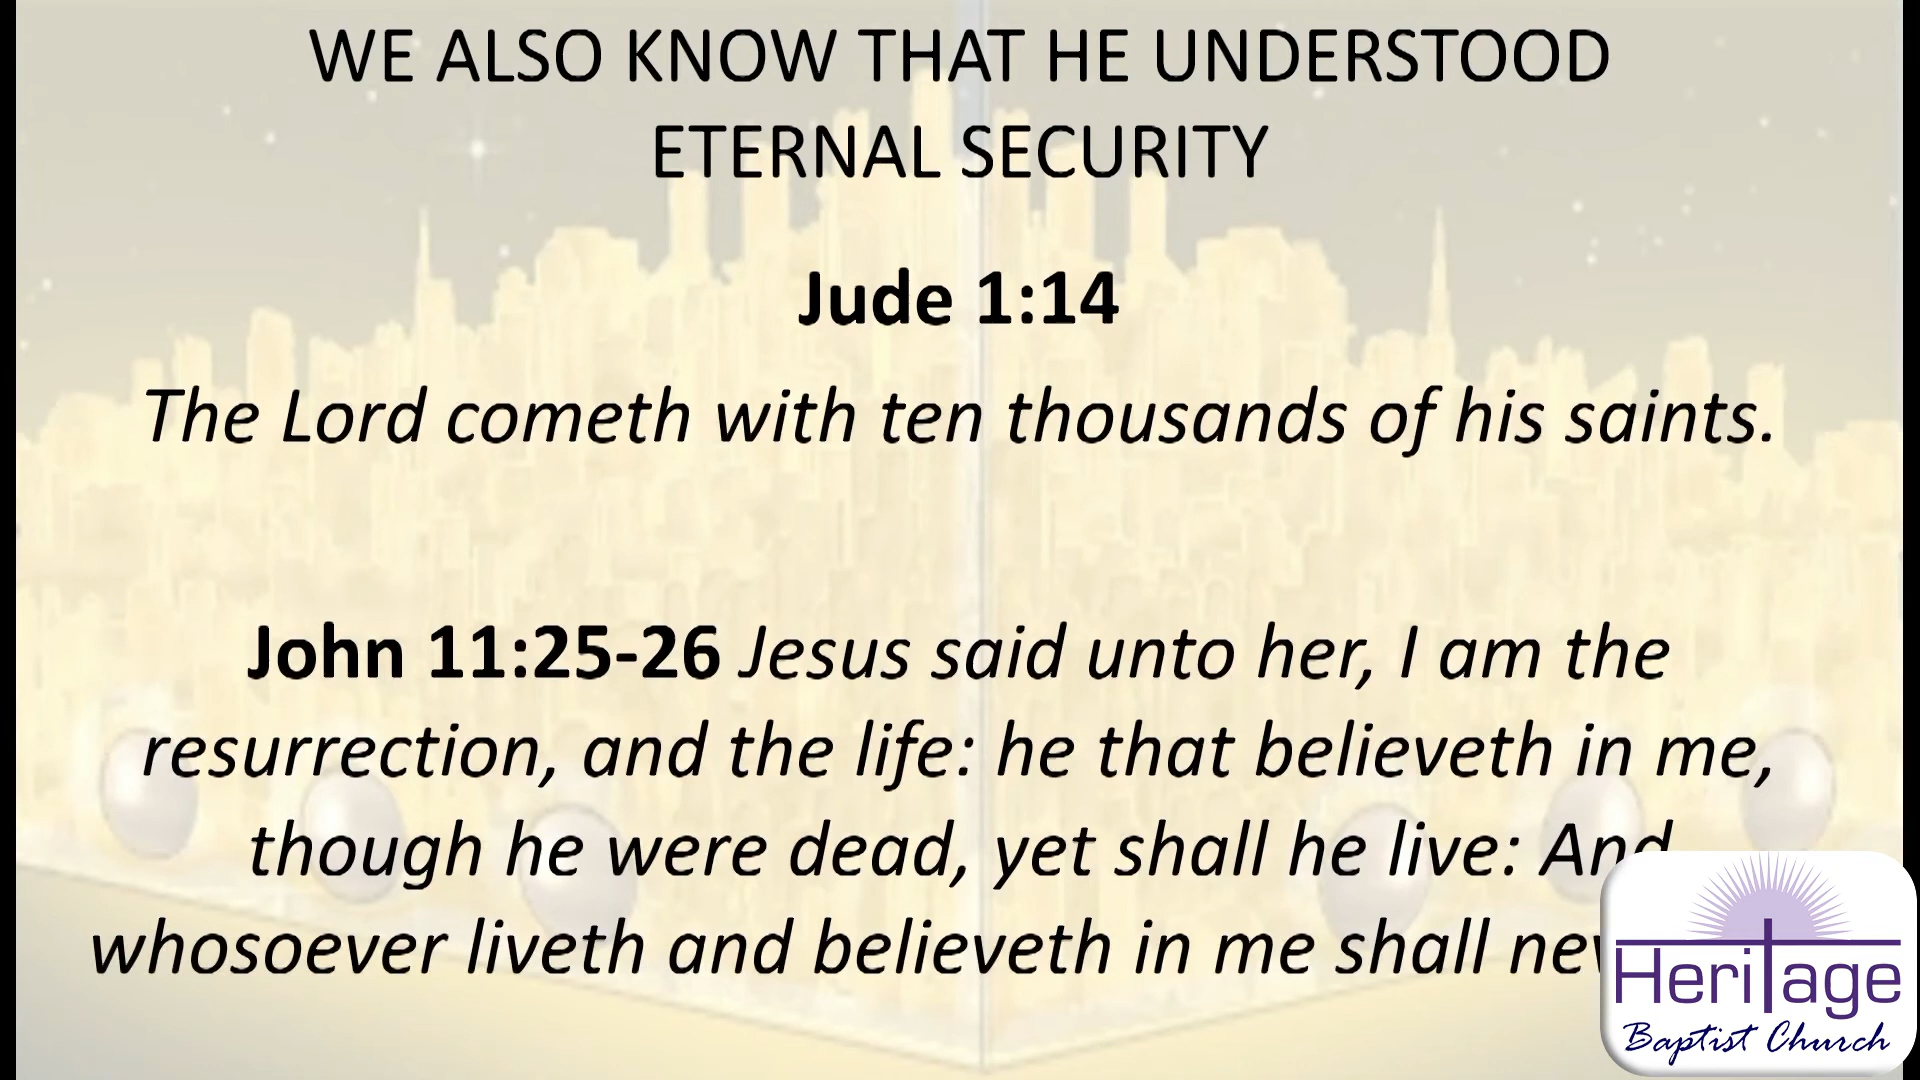 WE ALSO KNOW THAT HE UNDERSTOOD
ETERNAL SECURITY
Jude 1:14
The Lord cometh with ten thousands of his saints.
John 11:25-26 Jesus said unto her, I am the
resurrection, and the life: he that believeth in me,
though he were dead, yet shall he live: And
whosoever liveth and believeth in me shall
Heritage
Baptist Church